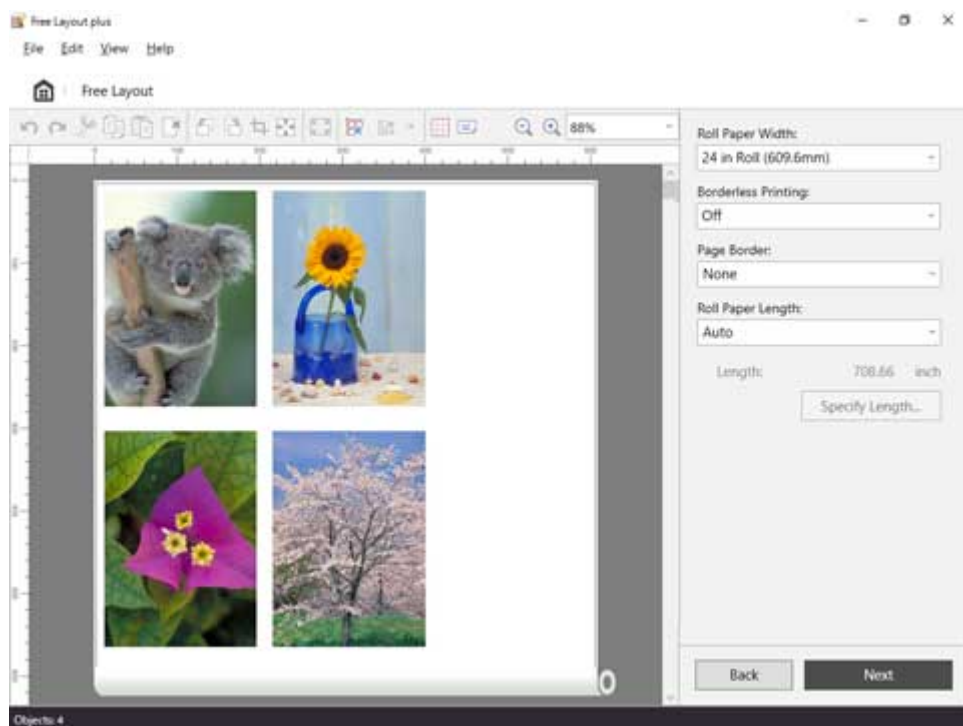 Free Layout plus
File Edit View Help
Free Layout
88%
Roll Paper Width:
24 in Roll (609.6mm)
Borderless Printing:
Off
Page Border:
None
Roll Paper Length:
Auto
Length: 708.66 inch
Specify Length...
Back Next
Objects: 4